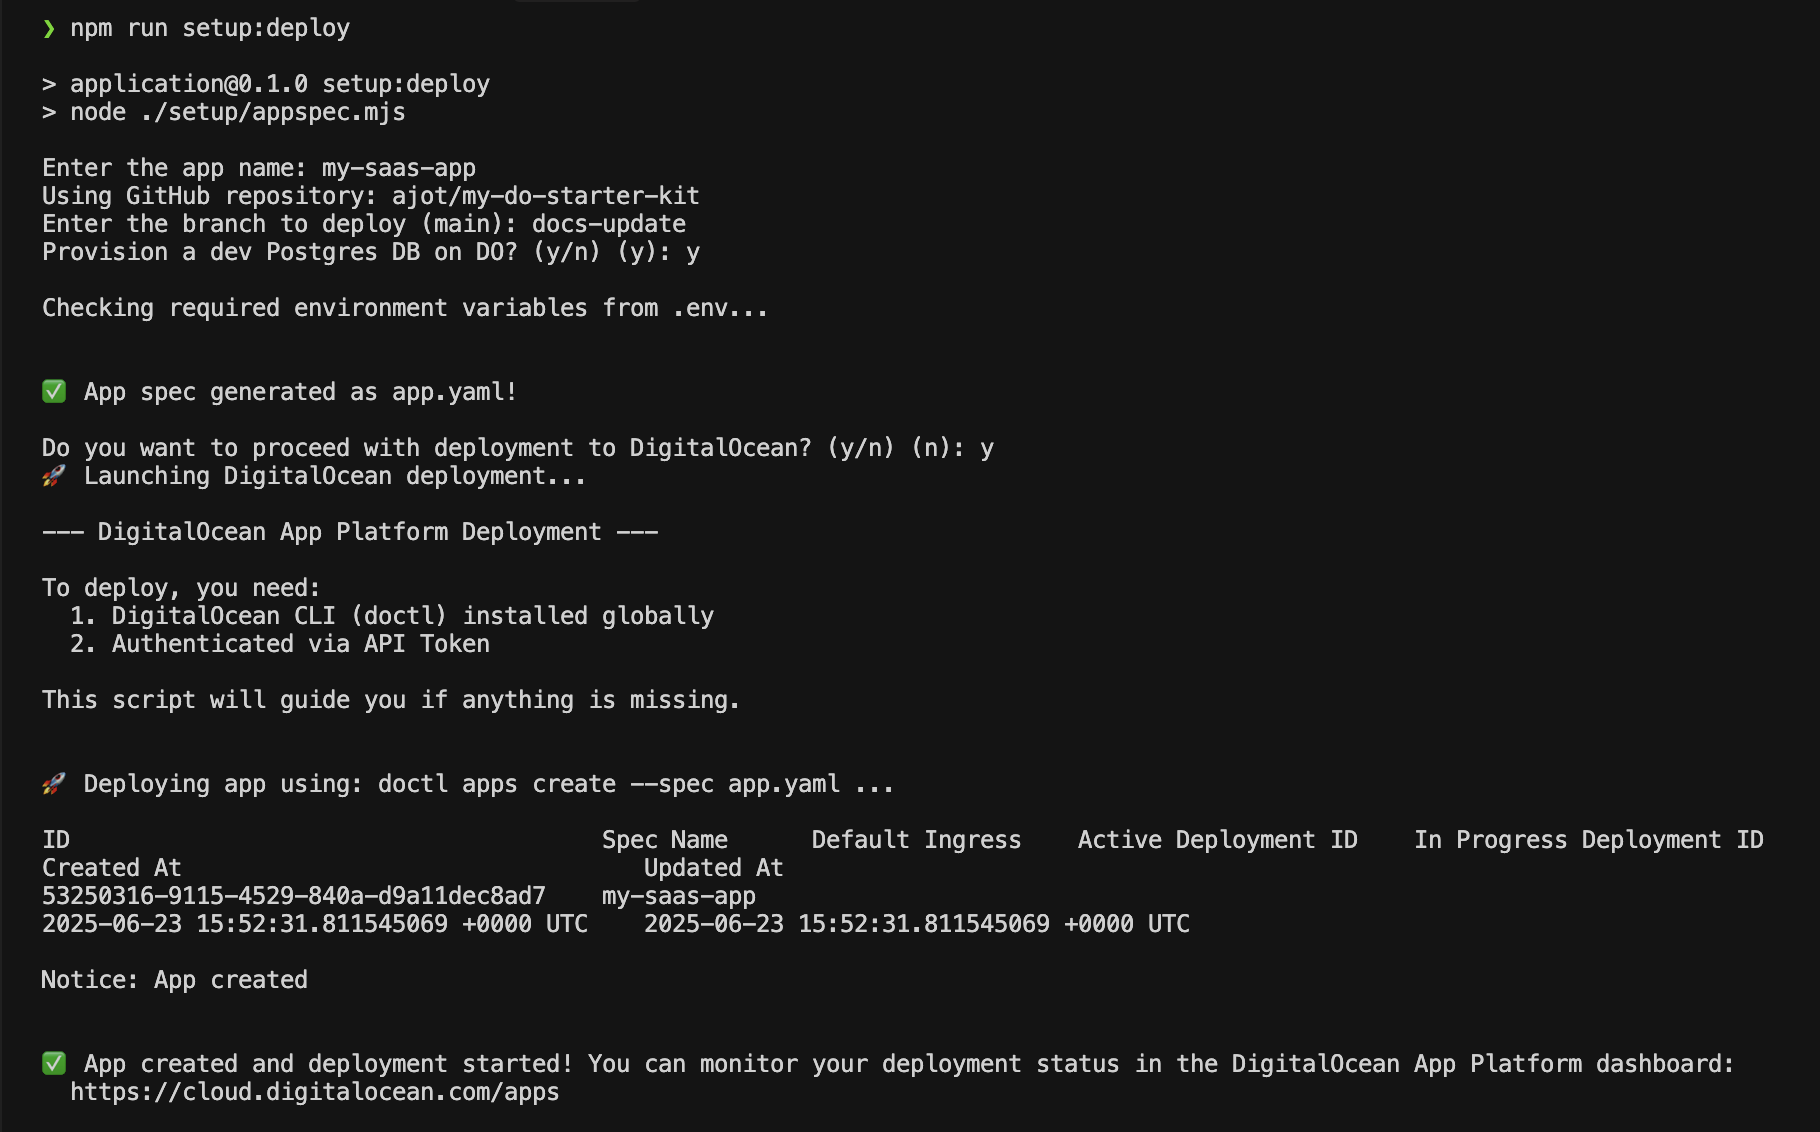 ❯ npm run setup:deploy
> application@0.1.0 setup:deploy
> node ./setup/appspec.mjs
Enter the app name: my-saas-app
Using GitHub repository: ajot/my-do-starter-kit
Enter the branch to deploy (main): docs-update
Provision a dev Postgres DB on DO? (y/n) (y): y
Checking required environment variables from .env...
✅ App spec generated as app.yaml!
Do you want to proceed with deployment to DigitalOcean? (y/n) (n): y
🚀 Launching DigitalOcean deployment...
--- DigitalOcean App Platform Deployment ---
To deploy, you need:
1. DigitalOcean CLI (doctl) installed globally
2. Authenticated via API Token
This script will guide you if anything is missing.
🚀 Deploying app using: doctl apps create --spec app.yaml ...
ID Spec Name Default Ingress Active Deployment ID In Progress Deployment ID
Created At Updated At
53250316-9115-4529-840a-d9a11dec8ad7 my-saas-app
2025-06-23 15:52:31.811545069 +0000 UTC 2025-06-23 15:52:31.811545069 +0000 UTC
Notice: App created
✅ App created and deployment started! You can monitor your deployment status in the DigitalOcean App Platform dashboard:
https://cloud.digitalocean.com/apps